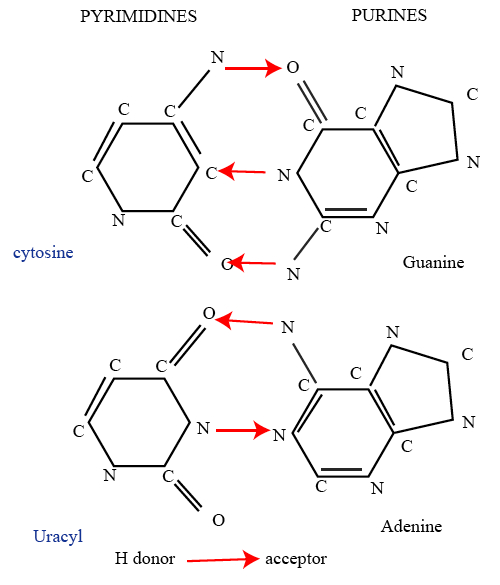 PYRIMIDINES PURINES
N O N
C C C C C
C C N C N
N C C N
O N
cytosine Guanine
O N N C
C C C C
C N N C N
N C C N
O
Uracyl Adenine
H donor acceptor